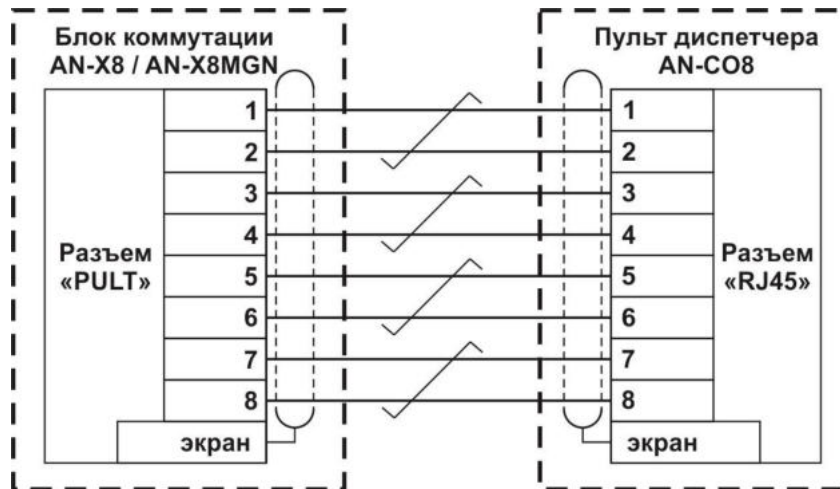 Блок коммутации
AN-X8 / AN-X8MGN
Разъем
«PULT»
1
2
3
4
5
6
7
8
экран
Пульт диспетчера
AN-CO8
1
2
3
4
5
6
7
8
экран
Разъем
«RJ45»